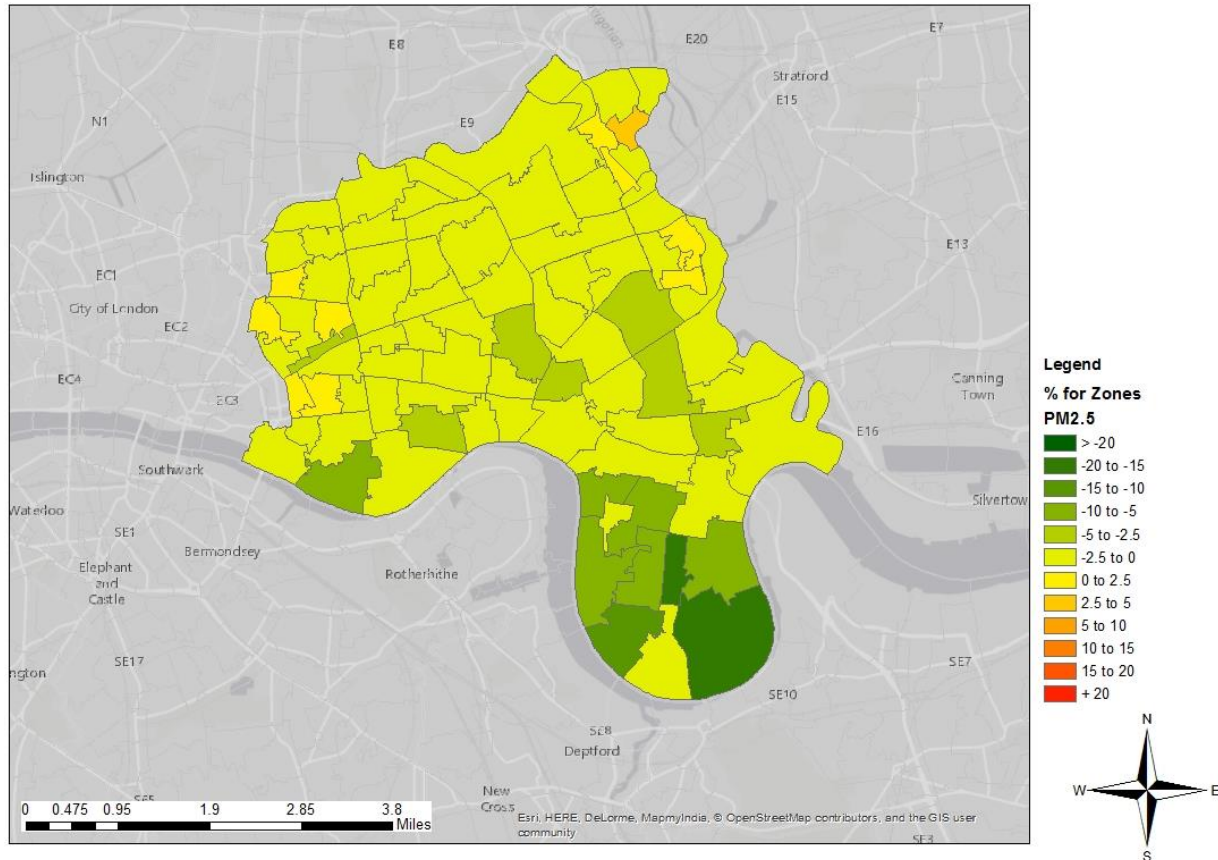 E7
E8
E20
Stratford
E15
N1
E9
Islington
E13
EC1
City of London
EC2
Canning
Town
EC4
EC3
E16
Southwark
Silvertow
Waterloo
SE1
Bermondsey
Elephant
and
Castle
Rotherhithe
SE17
ngton
SE7
SE10
SE8
Deptford
New
Cross
SE3
Legend
% for Zones
PM2.5
> -20
-20 to -15
-15 to -10
-10 to -5
-5 to -2.5
-2.5 to 0
0 to 2.5
2.5 to 5
5 to 10
10 to 15
15 to 20
+ 20
N
W
E
S
0 0.475 0.95 1.9 2.85 3.8
Miles
Esri, HERE, DeLorme, MapmyIndia, © OpenStreetMap contributors, and the GIS user
community